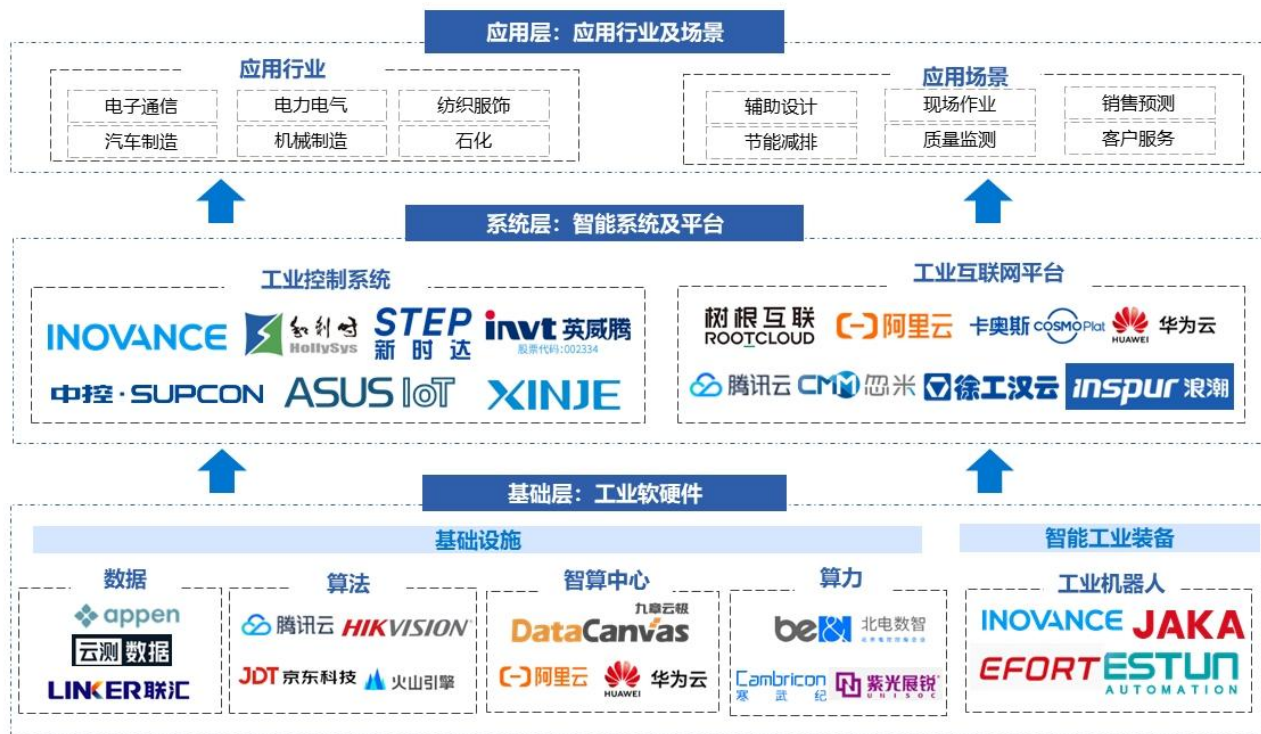 应用层：应用行业及场景
应用行业
电子通信
电力电气
纺织服饰
汽车制造
机械制造
石化
应用场景
辅助设计
现场作业
销售预测
节能减排
质量监测
客户服务
系统层：智能系统及平台
工业控制系统
INOVANCE
和利时
HollySys
STEP
新时达
invt 英威腾
股票代码:002334
中控·SUPCON
ASUS IoT
XINJE
工业互联网平台
树根互联
ROOTCLOUD
阿里云
卡奥斯 COSMOPlat
HUAWEI
华为云
腾讯云
CMM 忽米
徐工汉云
inspur 浪潮
基础层：工业软硬件
基础设施
智能工业装备
数据
appen
云测 数据
LINKER联汇
算法
腾讯云
HIKVISION
JDT 京东科技
火山引擎
智算中心
九章云极
DataCanvas
阿里云
HUAWEI
华为云
算力
be&
北电数智
Cambricon
寒武纪
紫光展锐
UNISOC
工业机器人
INOVANCE
JAKA
EFORT
ESTUN
AUTOMATION